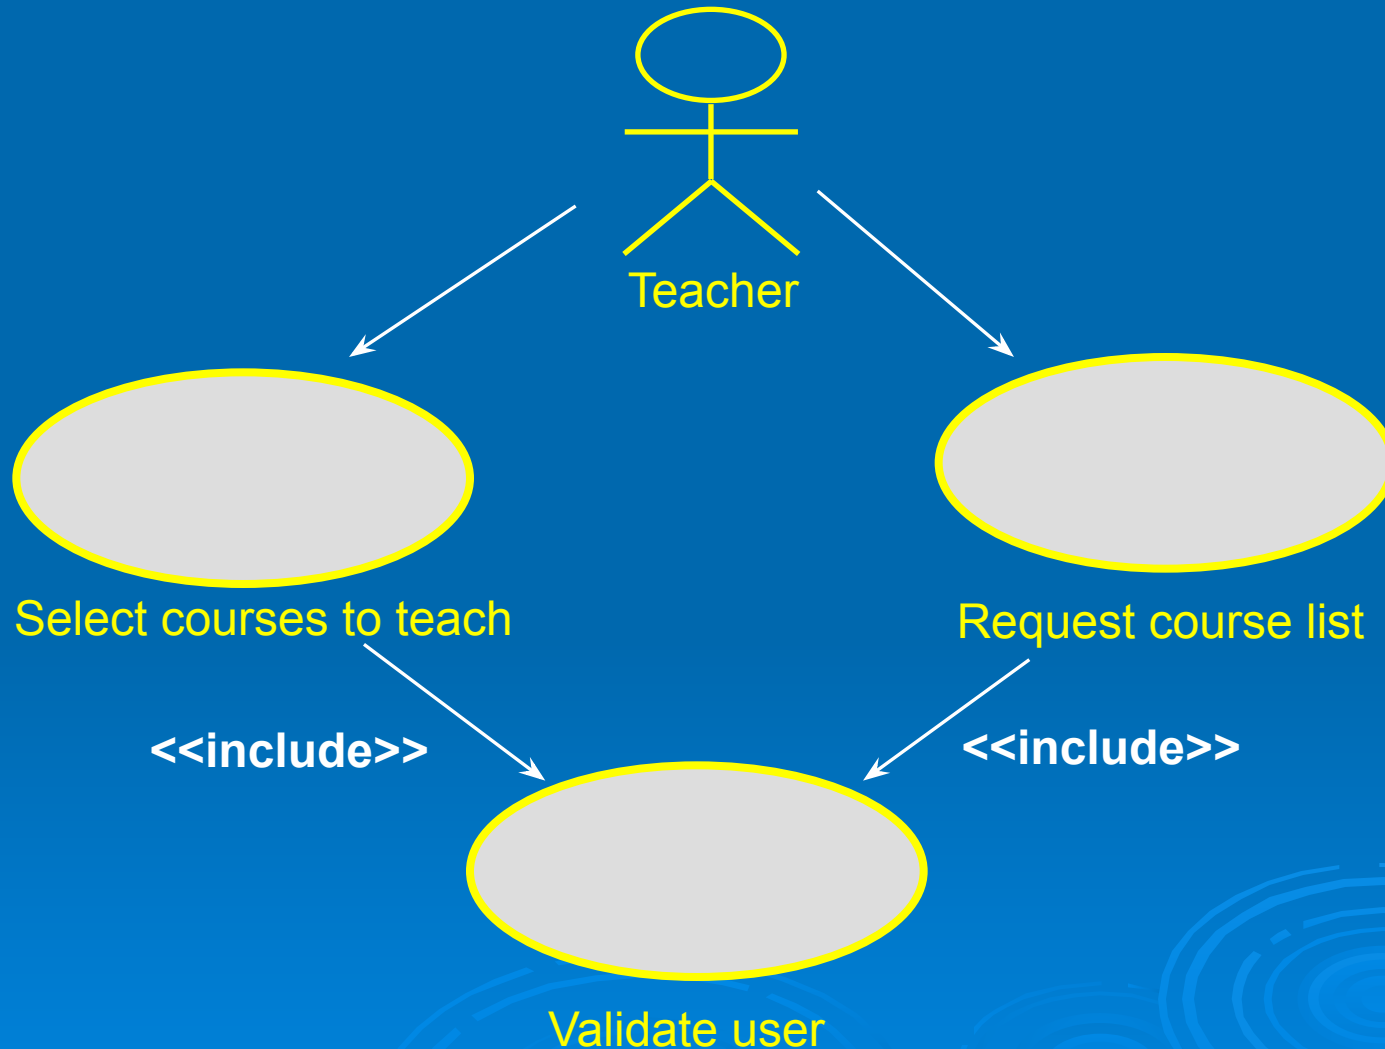 Teacher
Select courses to teach
Request course list
<<include>>
<<include>>
Validate user